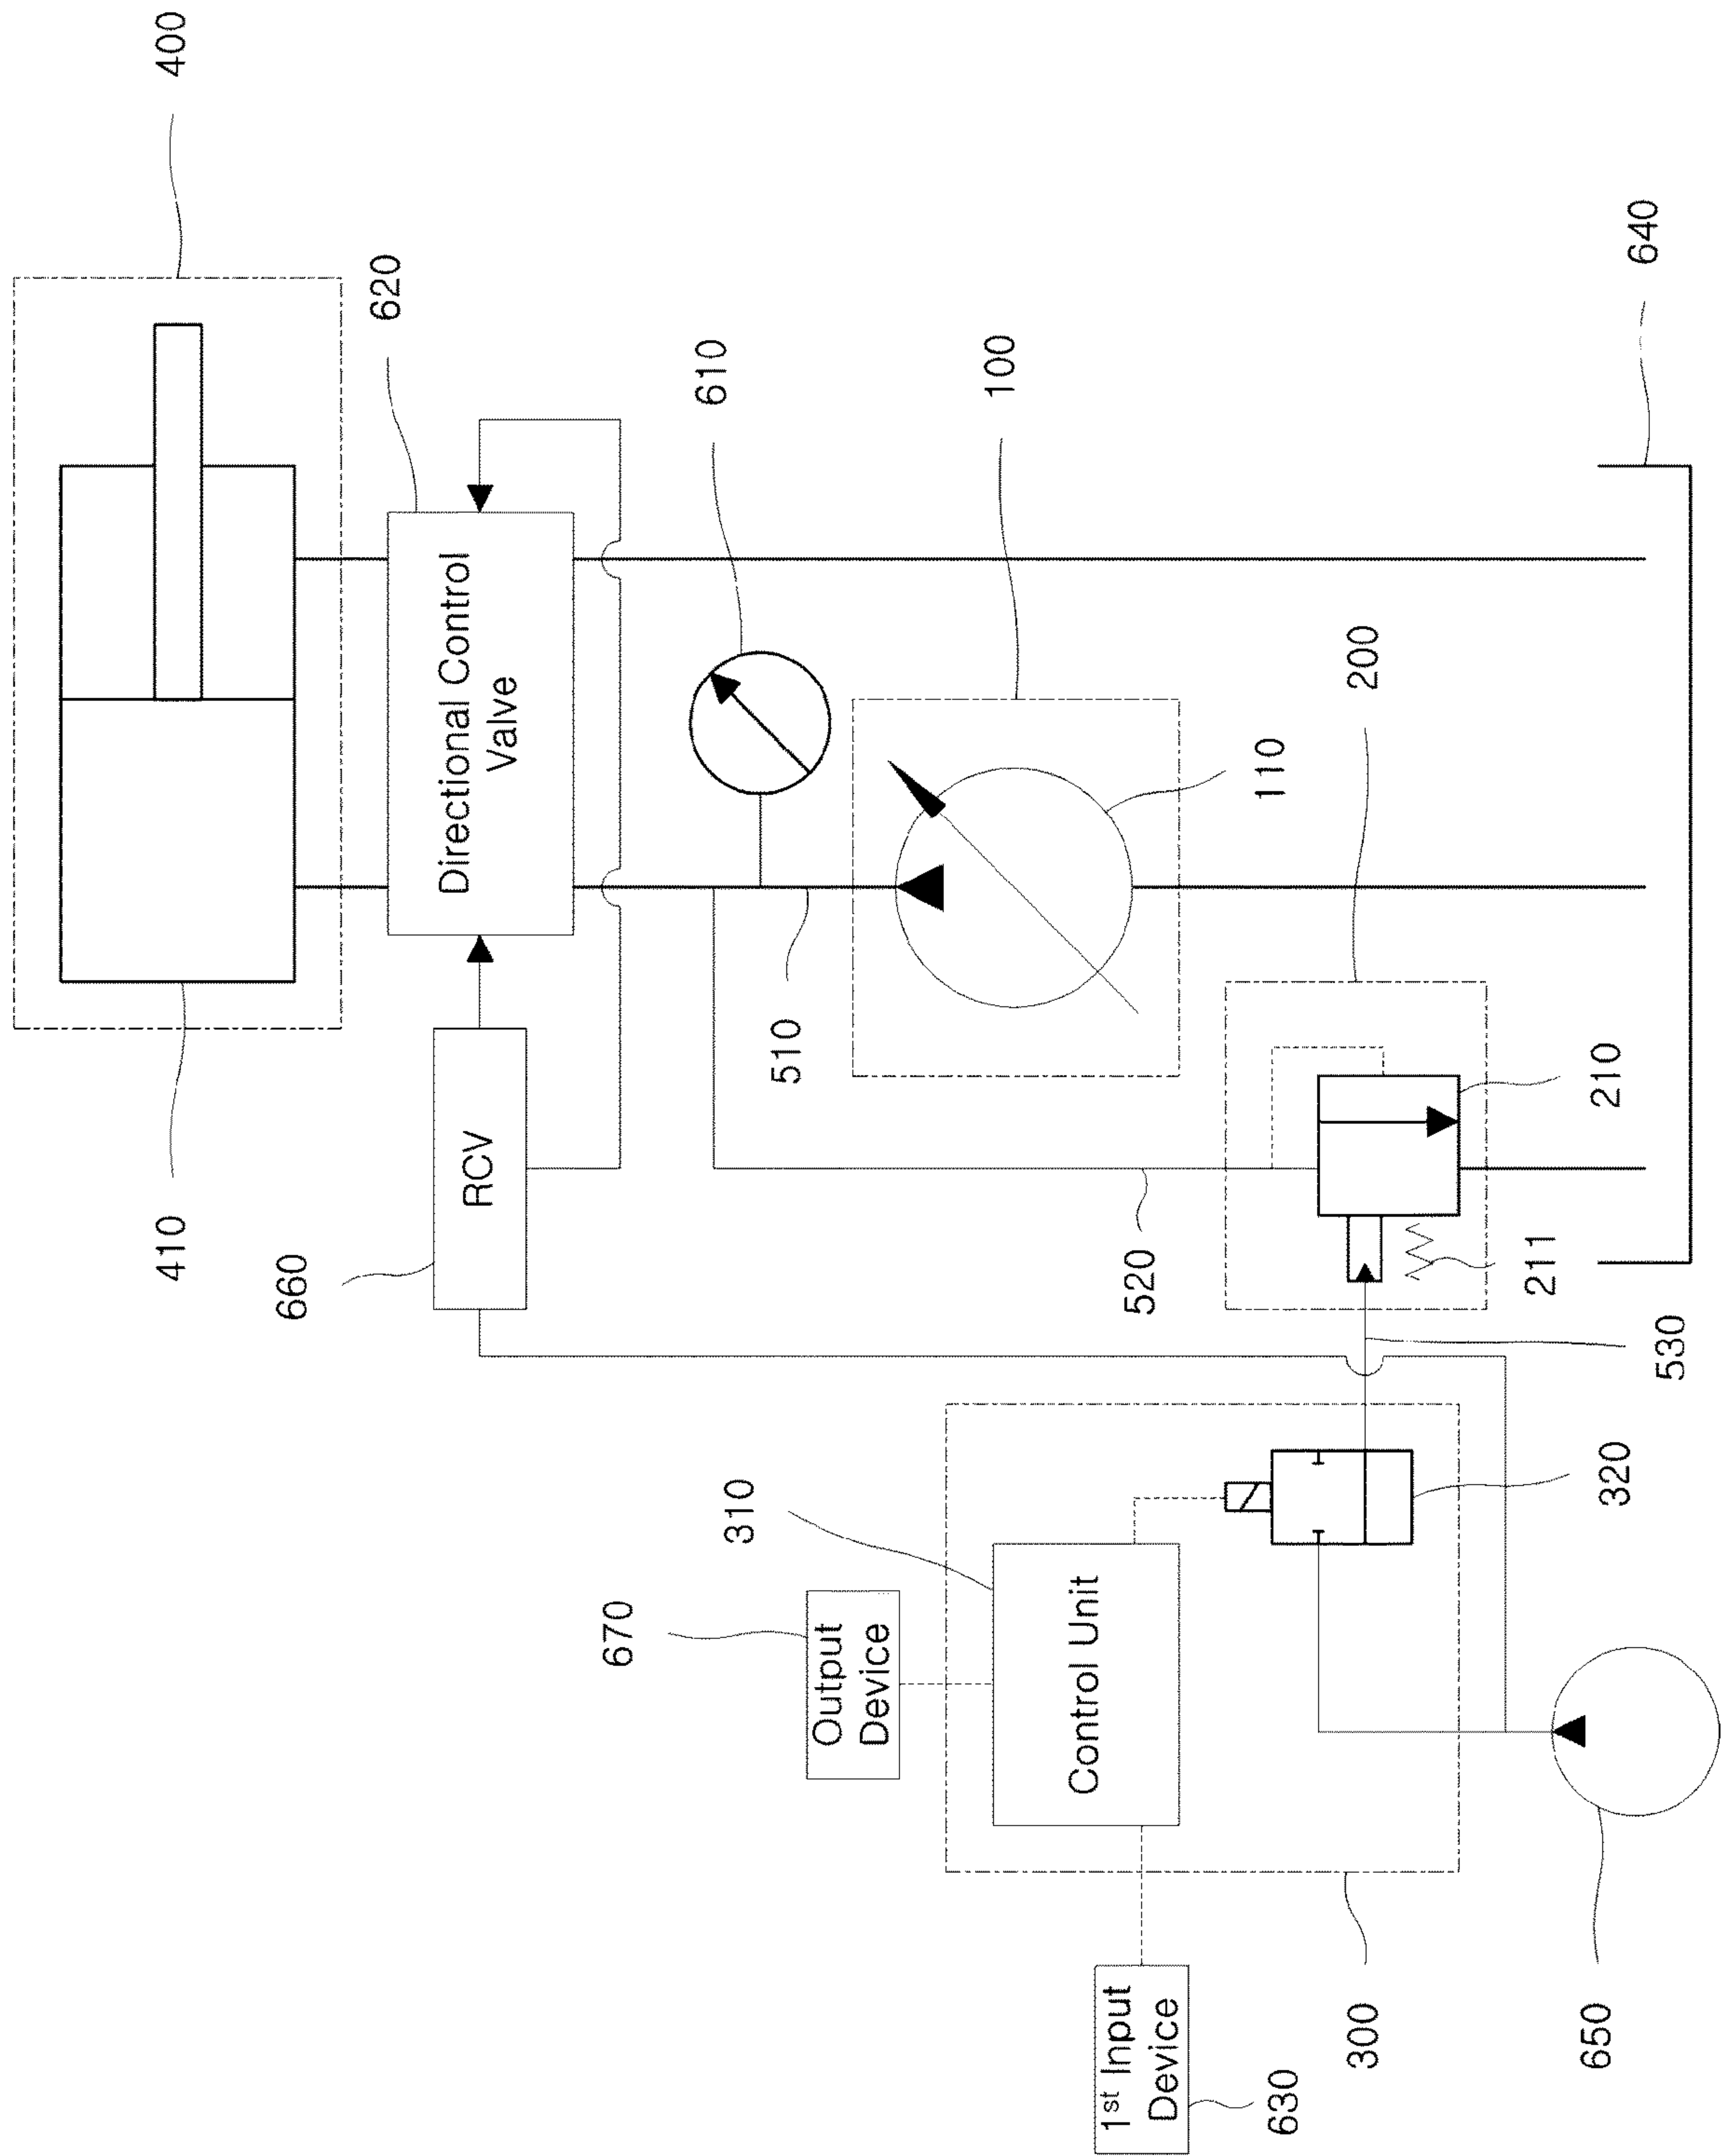 400
410
620
Directional Control
Valve
660
RCV
610
510
100
110
520
200
210
211
530
640
670
Output
Device
310
Control Unit
320
1st Input
Device
630
300
650